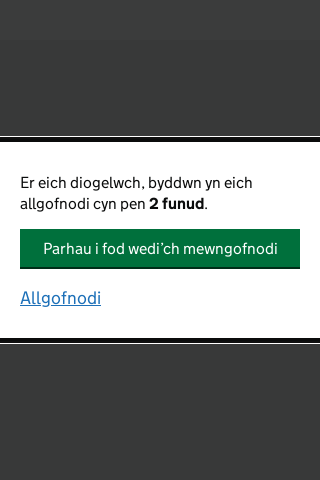 Er eich diogelwch, byddwn yn eich
allgofnodi cyn pen 2 funud.
Parhau i fod wedi’ch mewngofnodi
Allgofnodi